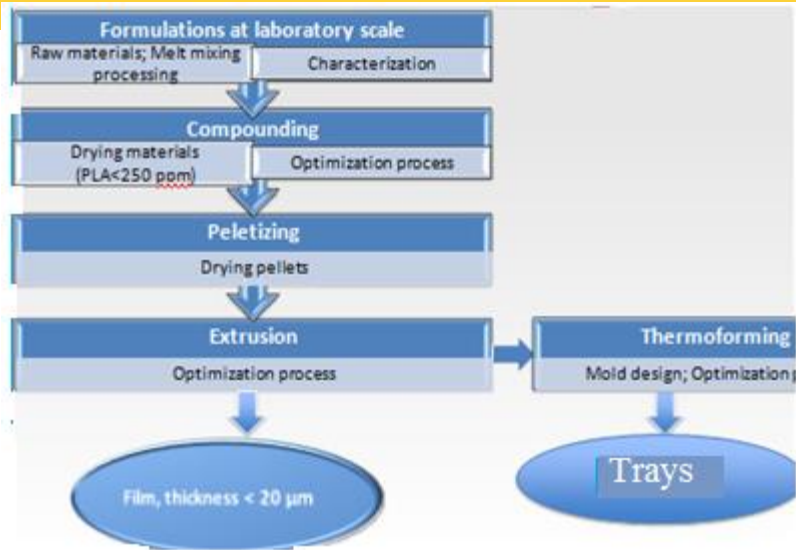 Formulations at laboratory scale
Raw materials; Melt mixing
processing
Characterization
Compounding
Drying materials
(PLA<250 ppm)
Optimization process
Peletizing
Drying pellets
Extrusion
Optimization process
Thermoforming
Mold design; Optimization
Film, thickness < 20 µm
Trays